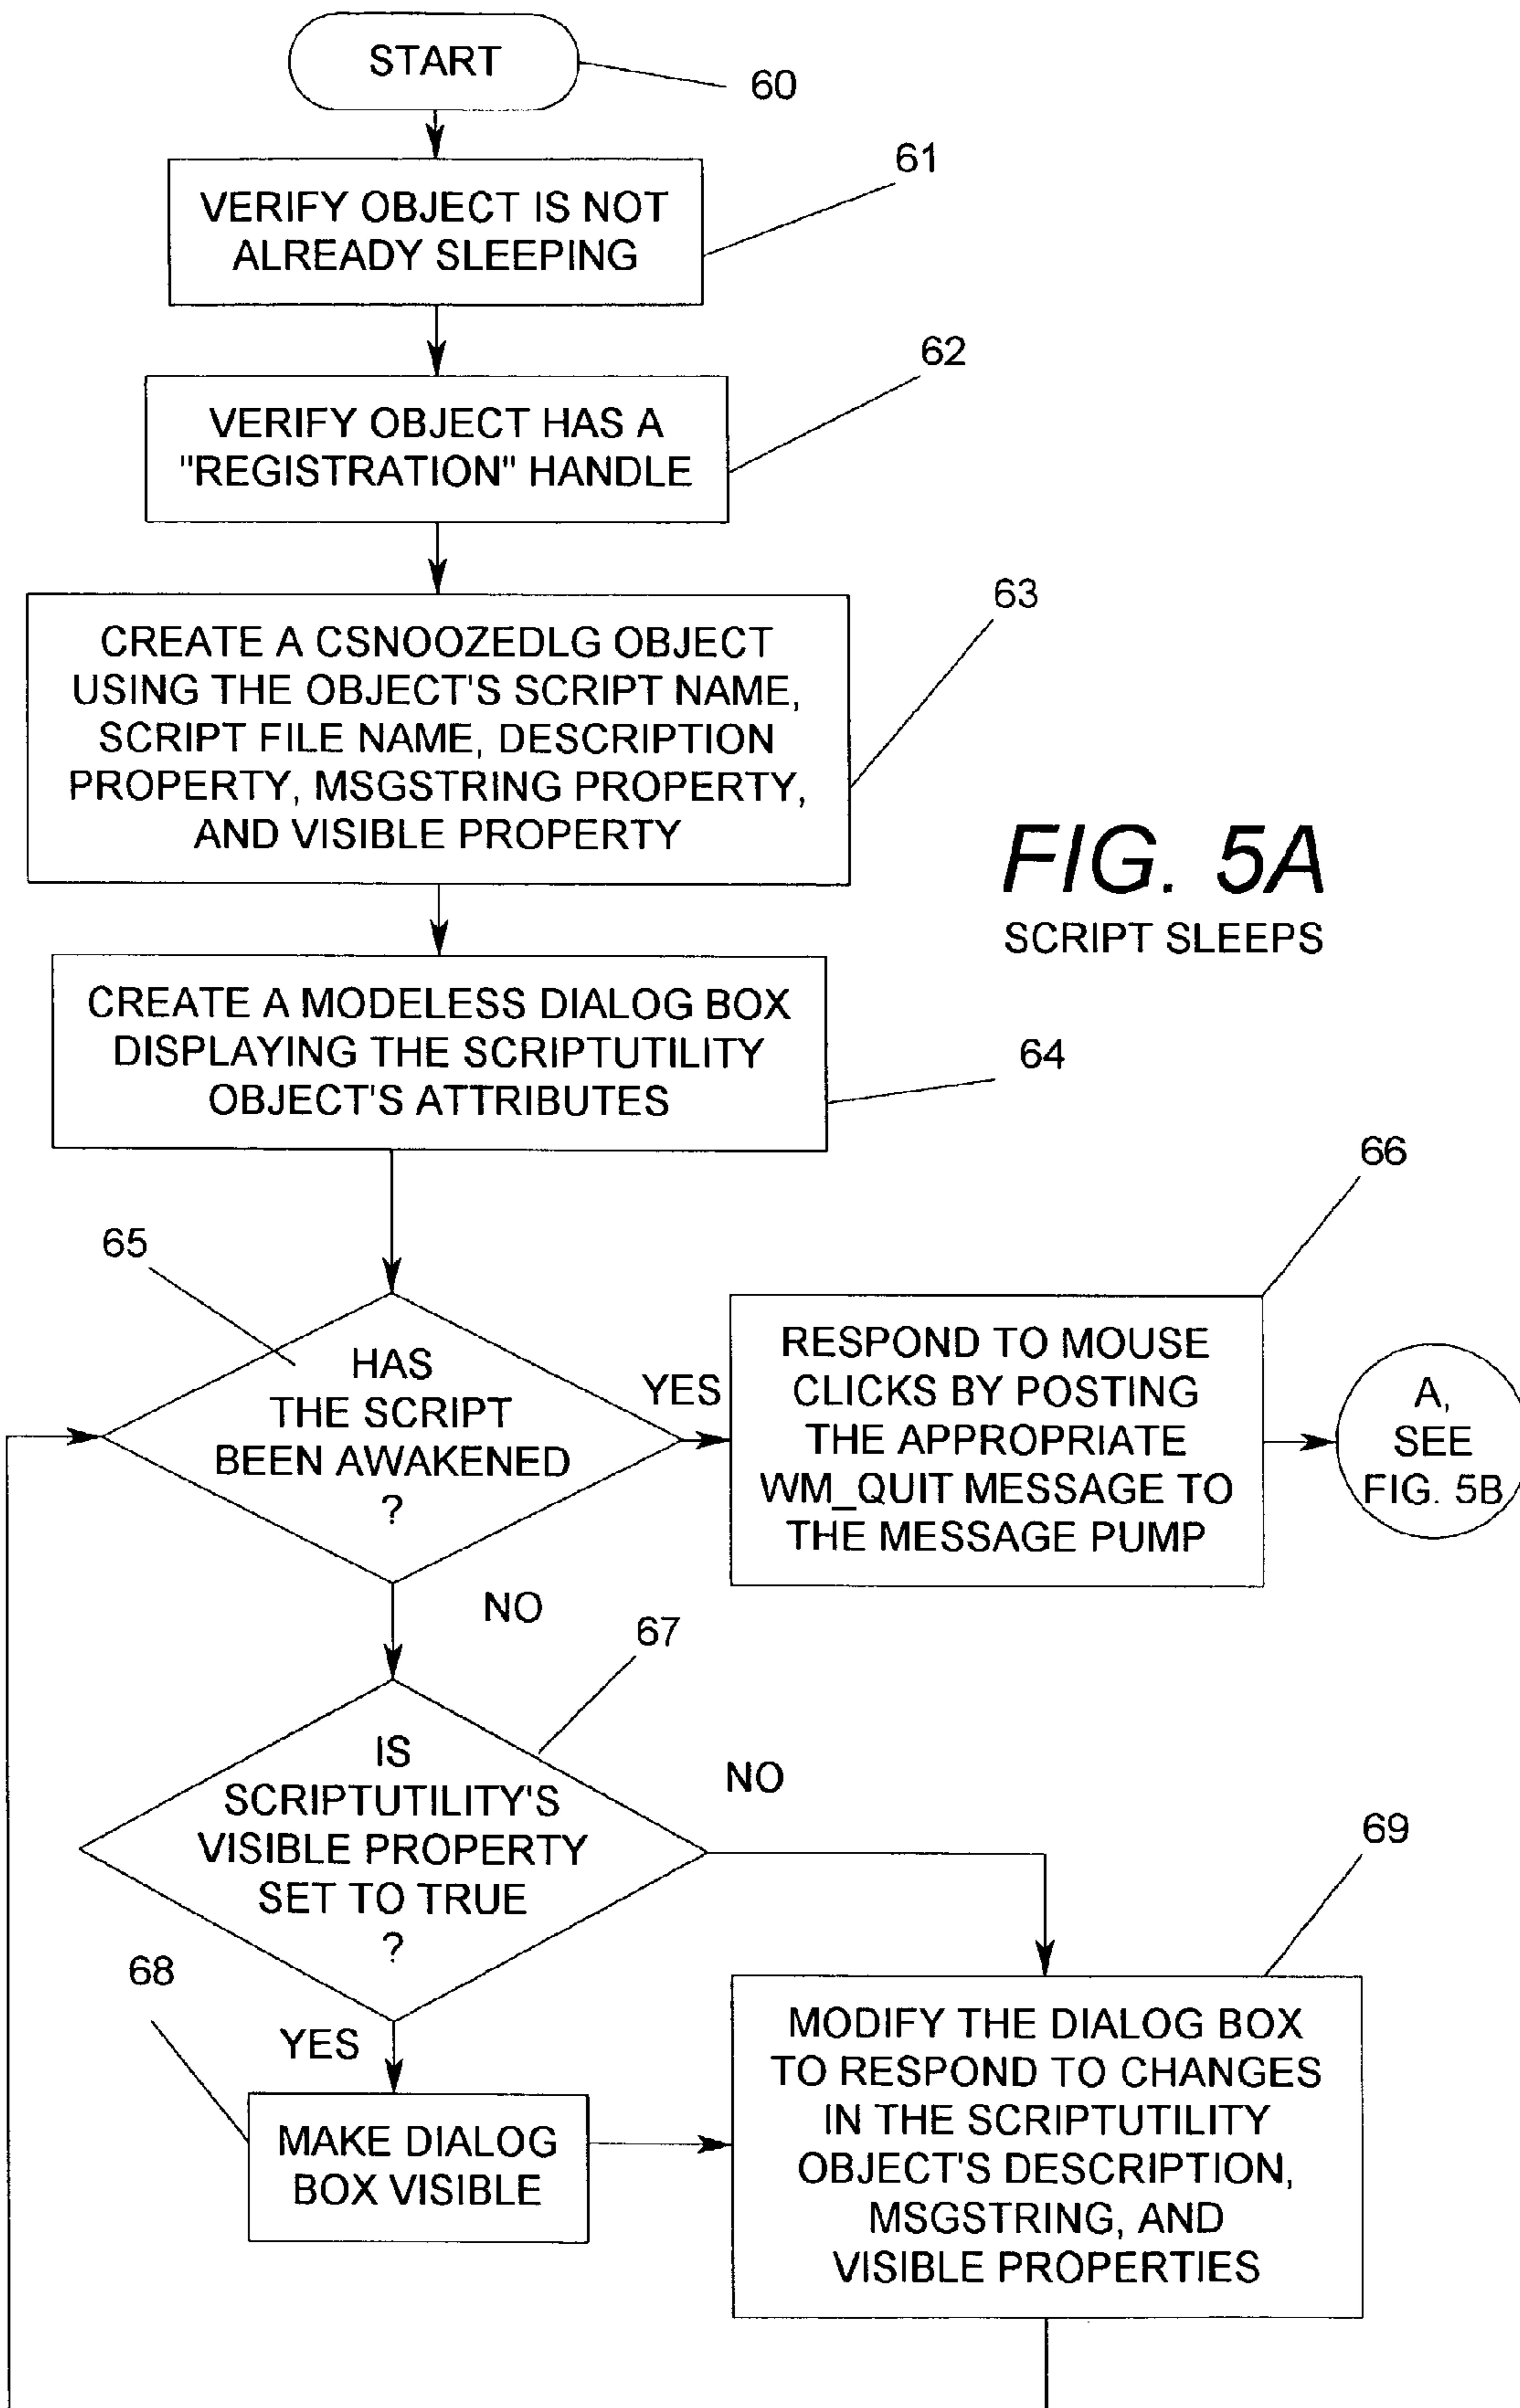 START
60
61
VERIFY OBJECT IS NOT
ALREADY SLEEPING
62
VERIFY OBJECT HAS A
"REGISTRATION" HANDLE
63
CREATE A CSNOOZEDLG OBJECT
USING THE OBJECT'S SCRIPT NAME,
SCRIPT FILE NAME, DESCRIPTION
PROPERTY, MSGSTRING PROPERTY,
AND VISIBLE PROPERTY
FIG. 5A
SCRIPT SLEEPS
CREATE A MODELESS DIALOG BOX
DISPLAYING THE SCRIPTUTILITY
OBJECT'S ATTRIBUTES
64
65
HAS
THE SCRIPT
BEEN AWAKENED
?
YES
66
RESPOND TO MOUSE
CLICKS BY POSTING
THE APPROPRIATE
WM_QUIT MESSAGE TO
THE MESSAGE PUMP
A,
SEE
FIG. 5B
NO
67
IS
SCRIPTUTILITY'S
VISIBLE PROPERTY
SET TO TRUE
?
NO
YES
68
MAKE DIALOG
BOX VISIBLE
69
MODIFY THE DIALOG BOX
TO RESPOND TO CHANGES
IN THE SCRIPTUTILITY
OBJECT'S DESCRIPTION,
MSGSTRING, AND
VISIBLE PROPERTIES